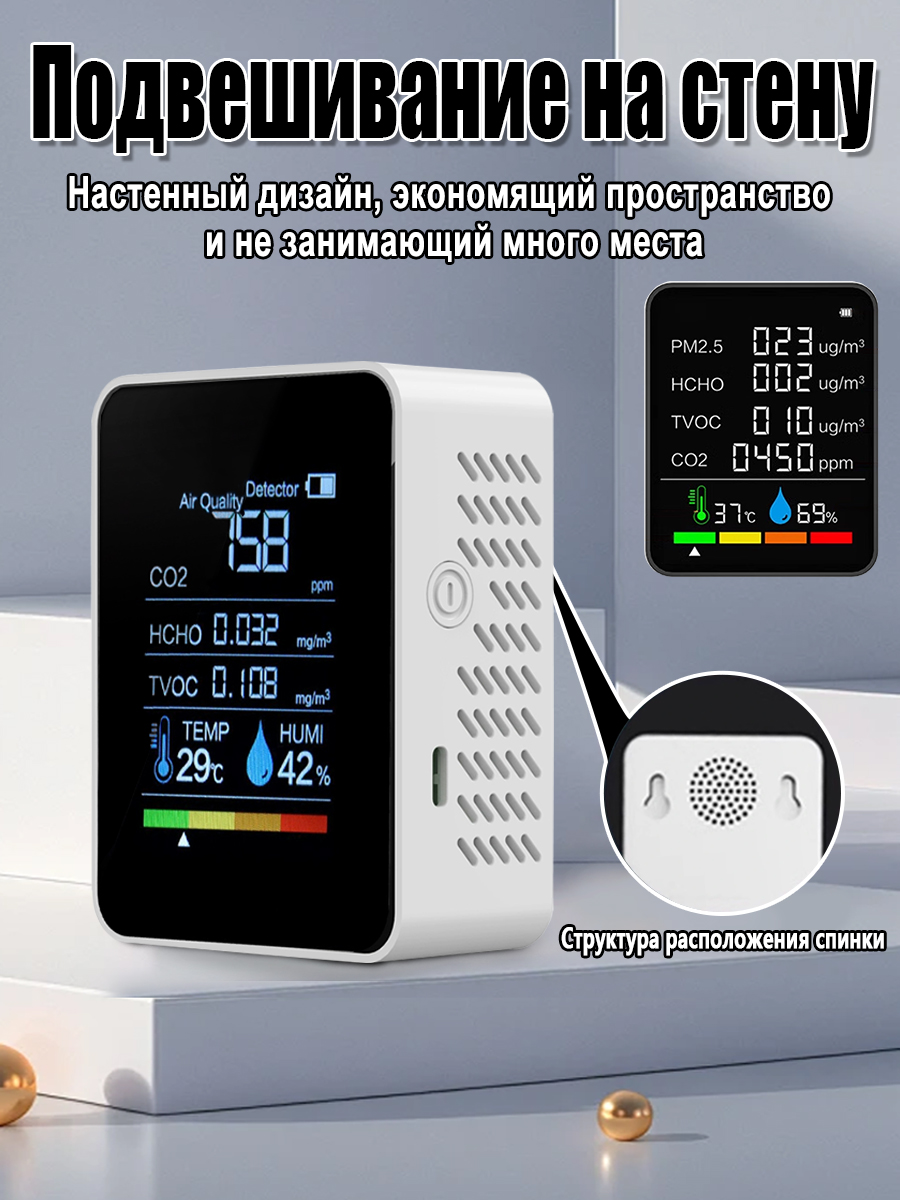 Подвешивание на стену
Настенный дизайн, экономящий пространство
и не занимающий много места
PM2.5 023 ug/m³
HCHO 002 ug/m³
TVOC 010 ug/m³
CO2 0450 ppm
37℃ 69%
Air Quality Detector
758
CO2 ppm
HCHO 0.032 mg/m³
TVOC 0.108 mg/m³
TEMP HUMI
29℃ 42%
Структура расположения спинки